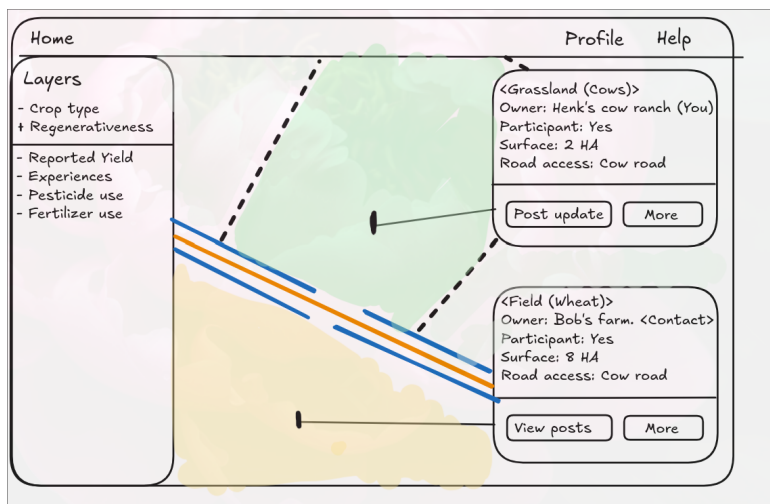 Home
Profile
Help
Layers
- Crop type
+ Regenerativeness
- Reported Yield
- Experiences
- Pesticide use
- Fertilizer use
<Grassland (Cows)>
Owner: Henk's cow ranch (You)
Participant: Yes
Surface: 2 HA
Road access: Cow road
Post update
More
<Field (Wheat)>
Owner: Bob's farm. <Contact>
Participant: Yes
Surface: 8 HA
Road access: Cow road
View posts
More